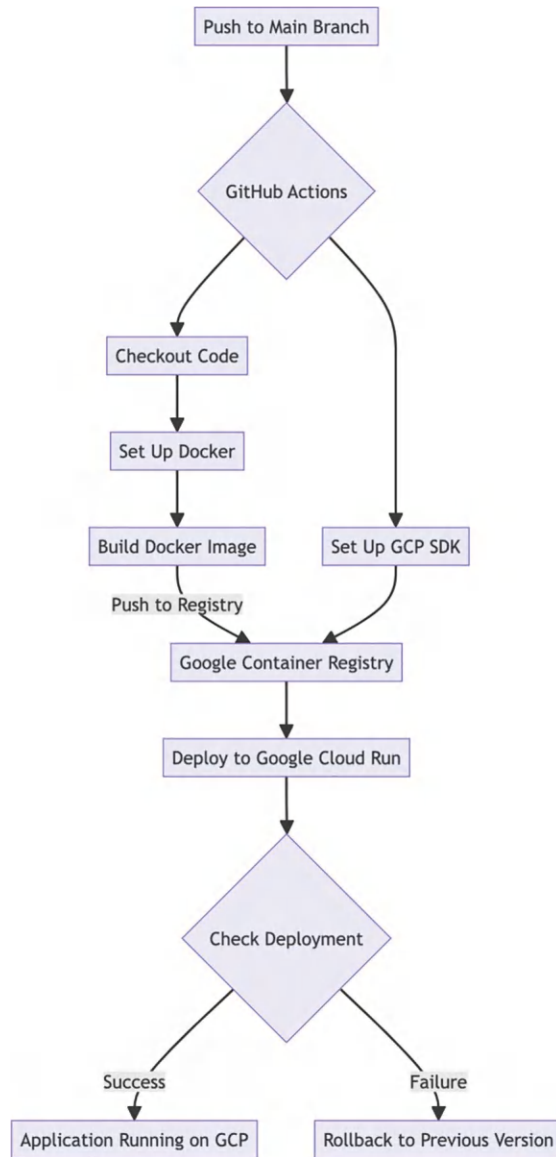 Push to Main Branch
GitHub Actions
Checkout Code
Set Up Docker
Build Docker Image
Set Up GCP SDK
Push to Registry
Google Container Registry
Deploy to Google Cloud Run
Check Deployment
Success
Failure
Application Running on GCP
Rollback to Previous Version